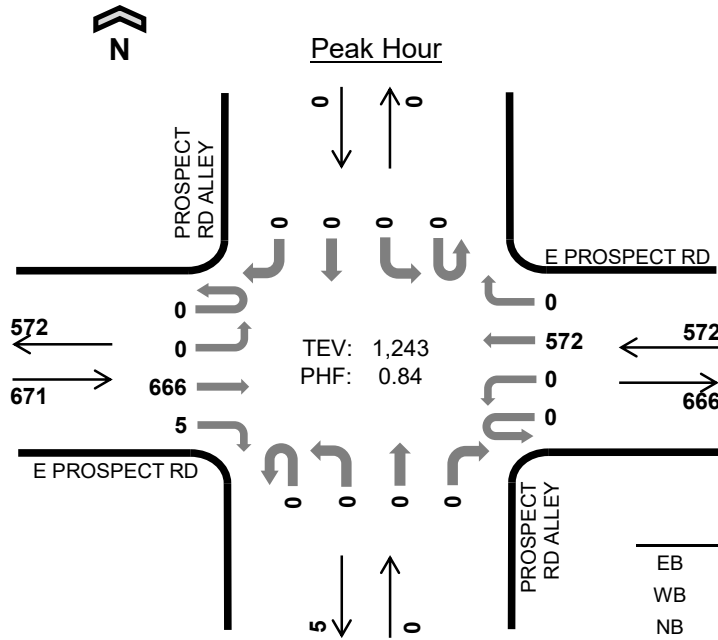 N
Peak Hour
0
0
PROSPECT
RD ALLEY
0
0
0
0
E PROSPECT RD
0
0
572
0
572
572
TEV: 1,243
PHF: 0.84
671
666
0
666
5
0
E PROSPECT RD
0
0
0
0
PROSPECT
RD ALLEY
5
0
EB
WB
NB